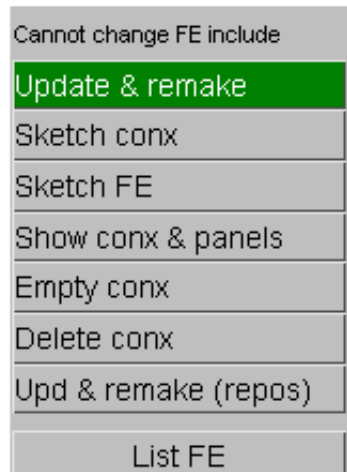 Cannot change FE include
Update & remake
Sketch conx
Sketch FE
Show conx & panels
Empty conx
Delete conx
Upd & remake (repos)
List FE